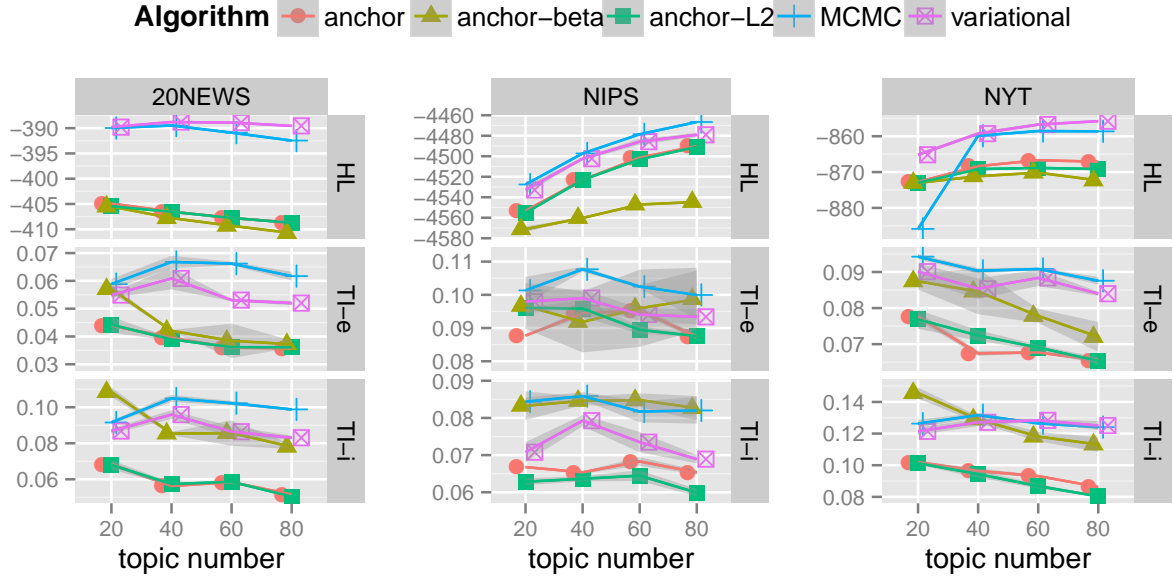 Algorithm anchor anchor−beta anchor−L2 MCMC variational
20NEWS NIPS NYT
−390
−395
−400
−405
−410
HL
−4460
−4480
−4500
−4520
−4540
−4560
−4580
HL
−860
−870
−880
HL
0.07
0.06
0.05
0.04
0.03
TI−e
0.11
0.10
0.09
0.08
TI−e
0.09
0.08
0.07
TI−e
0.10
0.08
0.06
TI−i
0.09
0.08
0.07
0.06
TI−i
0.14
0.12
0.10
0.08
TI−i
20 40 60 80 20 40 60 80 20 40 60 80
topic number topic number topic number